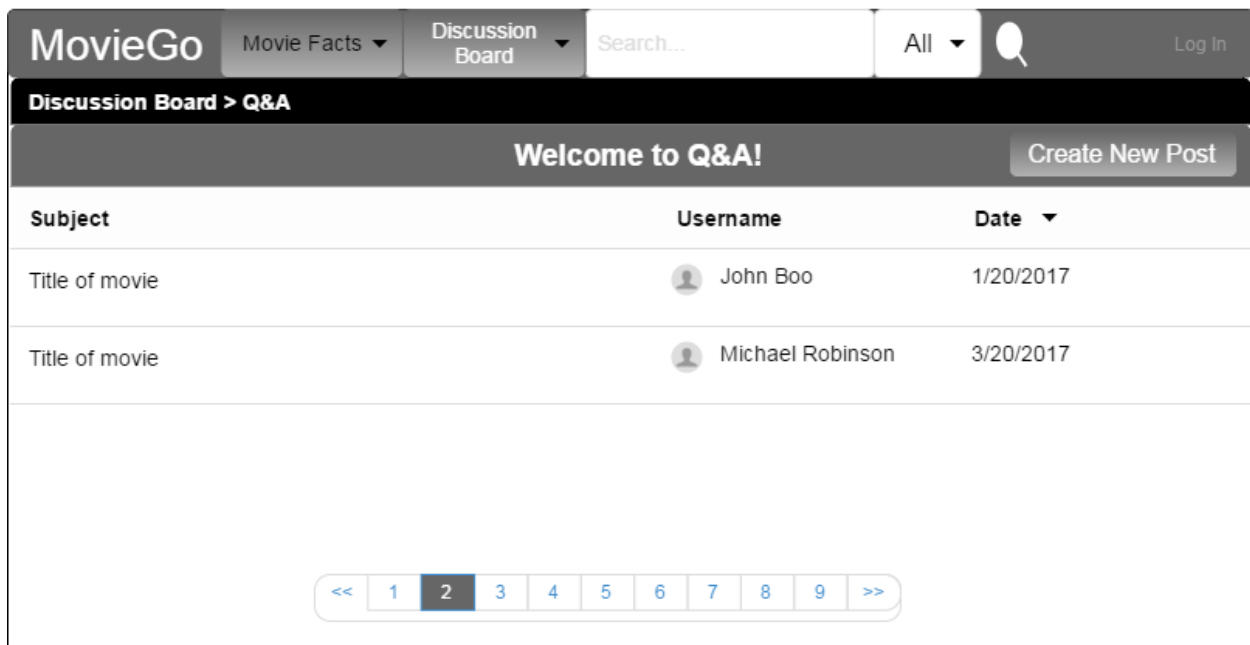 MovieGo Movie Facts Discussion Board Search... All Log In
Discussion Board > Q&A
Welcome to Q&A! Create New Post
Subject Username Date
Title of movie John Boo 1/20/2017
Title of movie Michael Robinson 3/20/2017
<< 1 2 3 4 5 6 7 8 9 >>